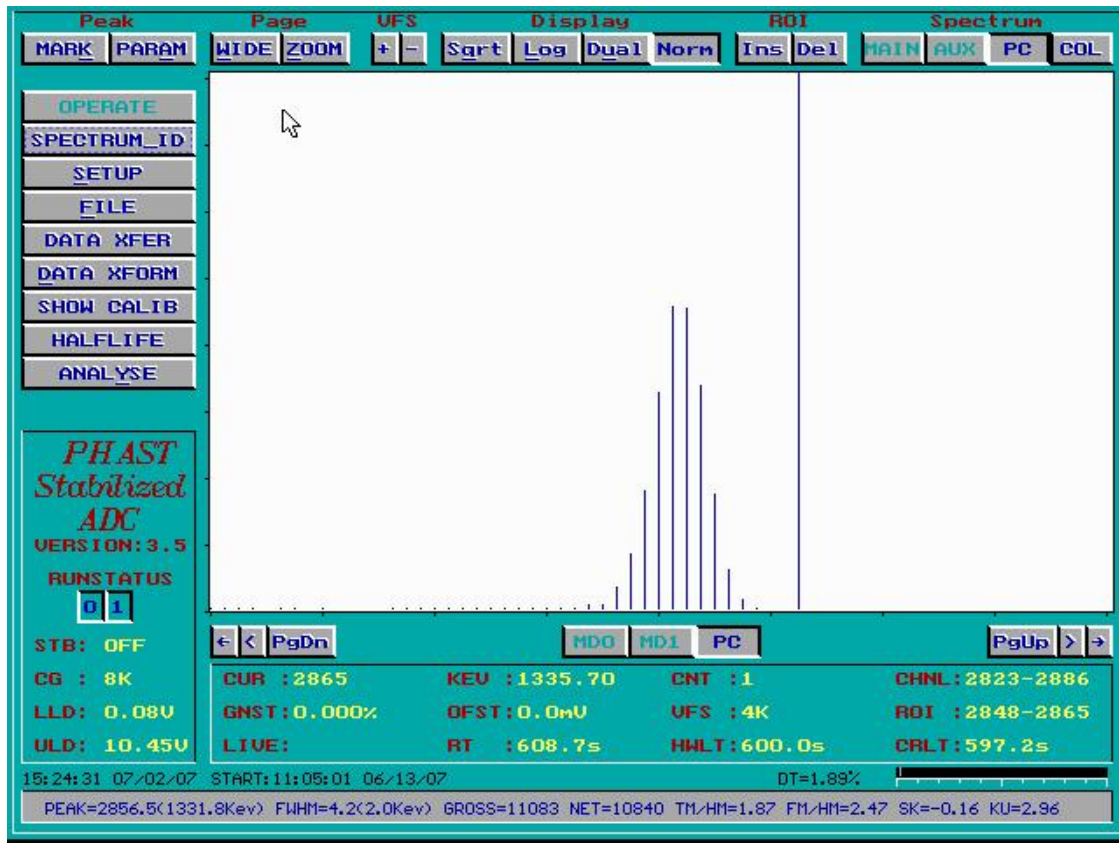 Peak Page VFS Display ROI Spectrum
MARK PARAM WIDE ZOOM + - Sqrt Log Dual Norm Ins Del MAIN AUX PC COL
OPERATE
SPECTRUM_ID
SETUP
FILE
DATA XFER
DATA XFORM
SHOW CALIB
HALFLIFE
ANALYSE
PHAST
Stabilized
ADC
VERSION:3.5
RUNSTATUS
0 1
STB: OFF
CG : 8K
LLD: 0.08V
ULD: 10.45V
← < PgDn MD0 MD1 PC PgUp > →
CUR :2865 KEV :1335.70 CNT :1 CHNL:2823-2886
GNST:0.000% OFST:0.0mV VFS :4K ROI :2848-2865
LIVE: RT :608.7s HWLT:600.0s CRLT:597.2s
15:24:31 07/02/07 START:11:05:01 06/13/07 DT=1.89%
PEAK=2856.5(1331.8Kev) FWHM=4.2(2.0Kev) GROSS=11083 NET=10840 TM/HM=1.87 FM/HM=2.47 SK=-0.16 KU=2.96